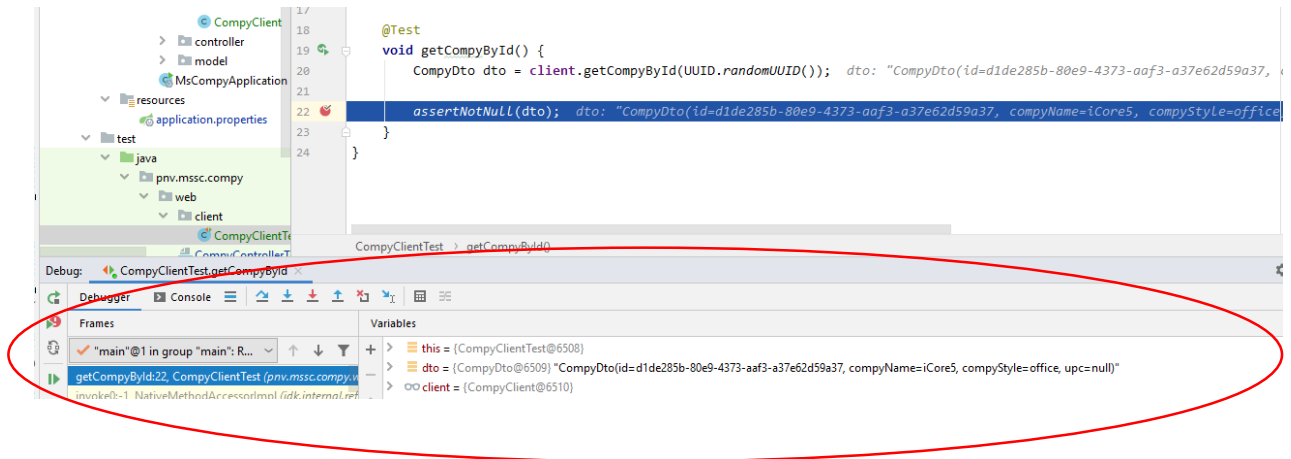 17
CompyClient
18 @Test
controller
19 void getCompyById() {
model
20 CompyDto dto = client.getCompyById(UUID.randomUUID()); dto: "CompyDto(id=d1de285b-80e9-4373-aaf3-a37e62d59a37,
MsCompyApplication
21
resources
22 assertNotNull(dto); dto: "CompyDto(id=d1de285b-80e9-4373-aaf3-a37e62d59a37, compyName=iCore5, compyStyle=office
application.properties
23 }
test
24 }
java
pnv.mssc.compy
web
client
CompyClientTe
CompyControllerT
CompyClientTest > getCompyById()
Debug: CompyClientTest.getCompyById
Debugger Console
Frames Variables
"main"@1 in group "main": R...
this = {CompyClientTest@6508}
dto = {CompyDto@6509} "CompyDto(id=d1de285b-80e9-4373-aaf3-a37e62d59a37, compyName=iCore5, compyStyle=office, upc=null)"
getCompyById:22, CompyClientTest (pnv.mssc.compy.w
client = {CompyClient@6510}
invoke0:-1, NativeMethodAccessorImpl (jdk.internal.ref